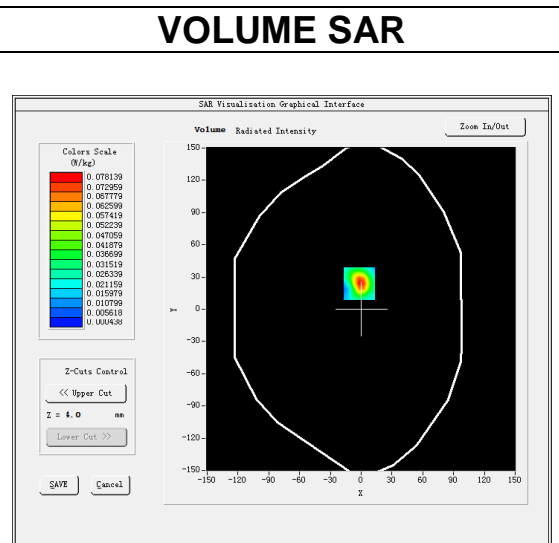 VOLUME SAR
SAR Visualisation Graphical Interface
Volume Radiated Intensity
Zoom In/Out
Colors Scale
(W/kg)
0.078139
0.072959
0.067779
0.062599
0.057419
0.052239
0.047059
0.041879
0.036699
0.031519
0.026339
0.021159
0.015979
0.010799
0.005618
0.000438
Z-Cuts Control
<< Upper Cut
Z = 4.0 mm
Lower Cut >>
SAVE Cancel
150
120
90
60
30
0
-30
-60
-90
-120
-150
Y
-150 -120 -90 -60 -30 0 30 60 90 120 150
X